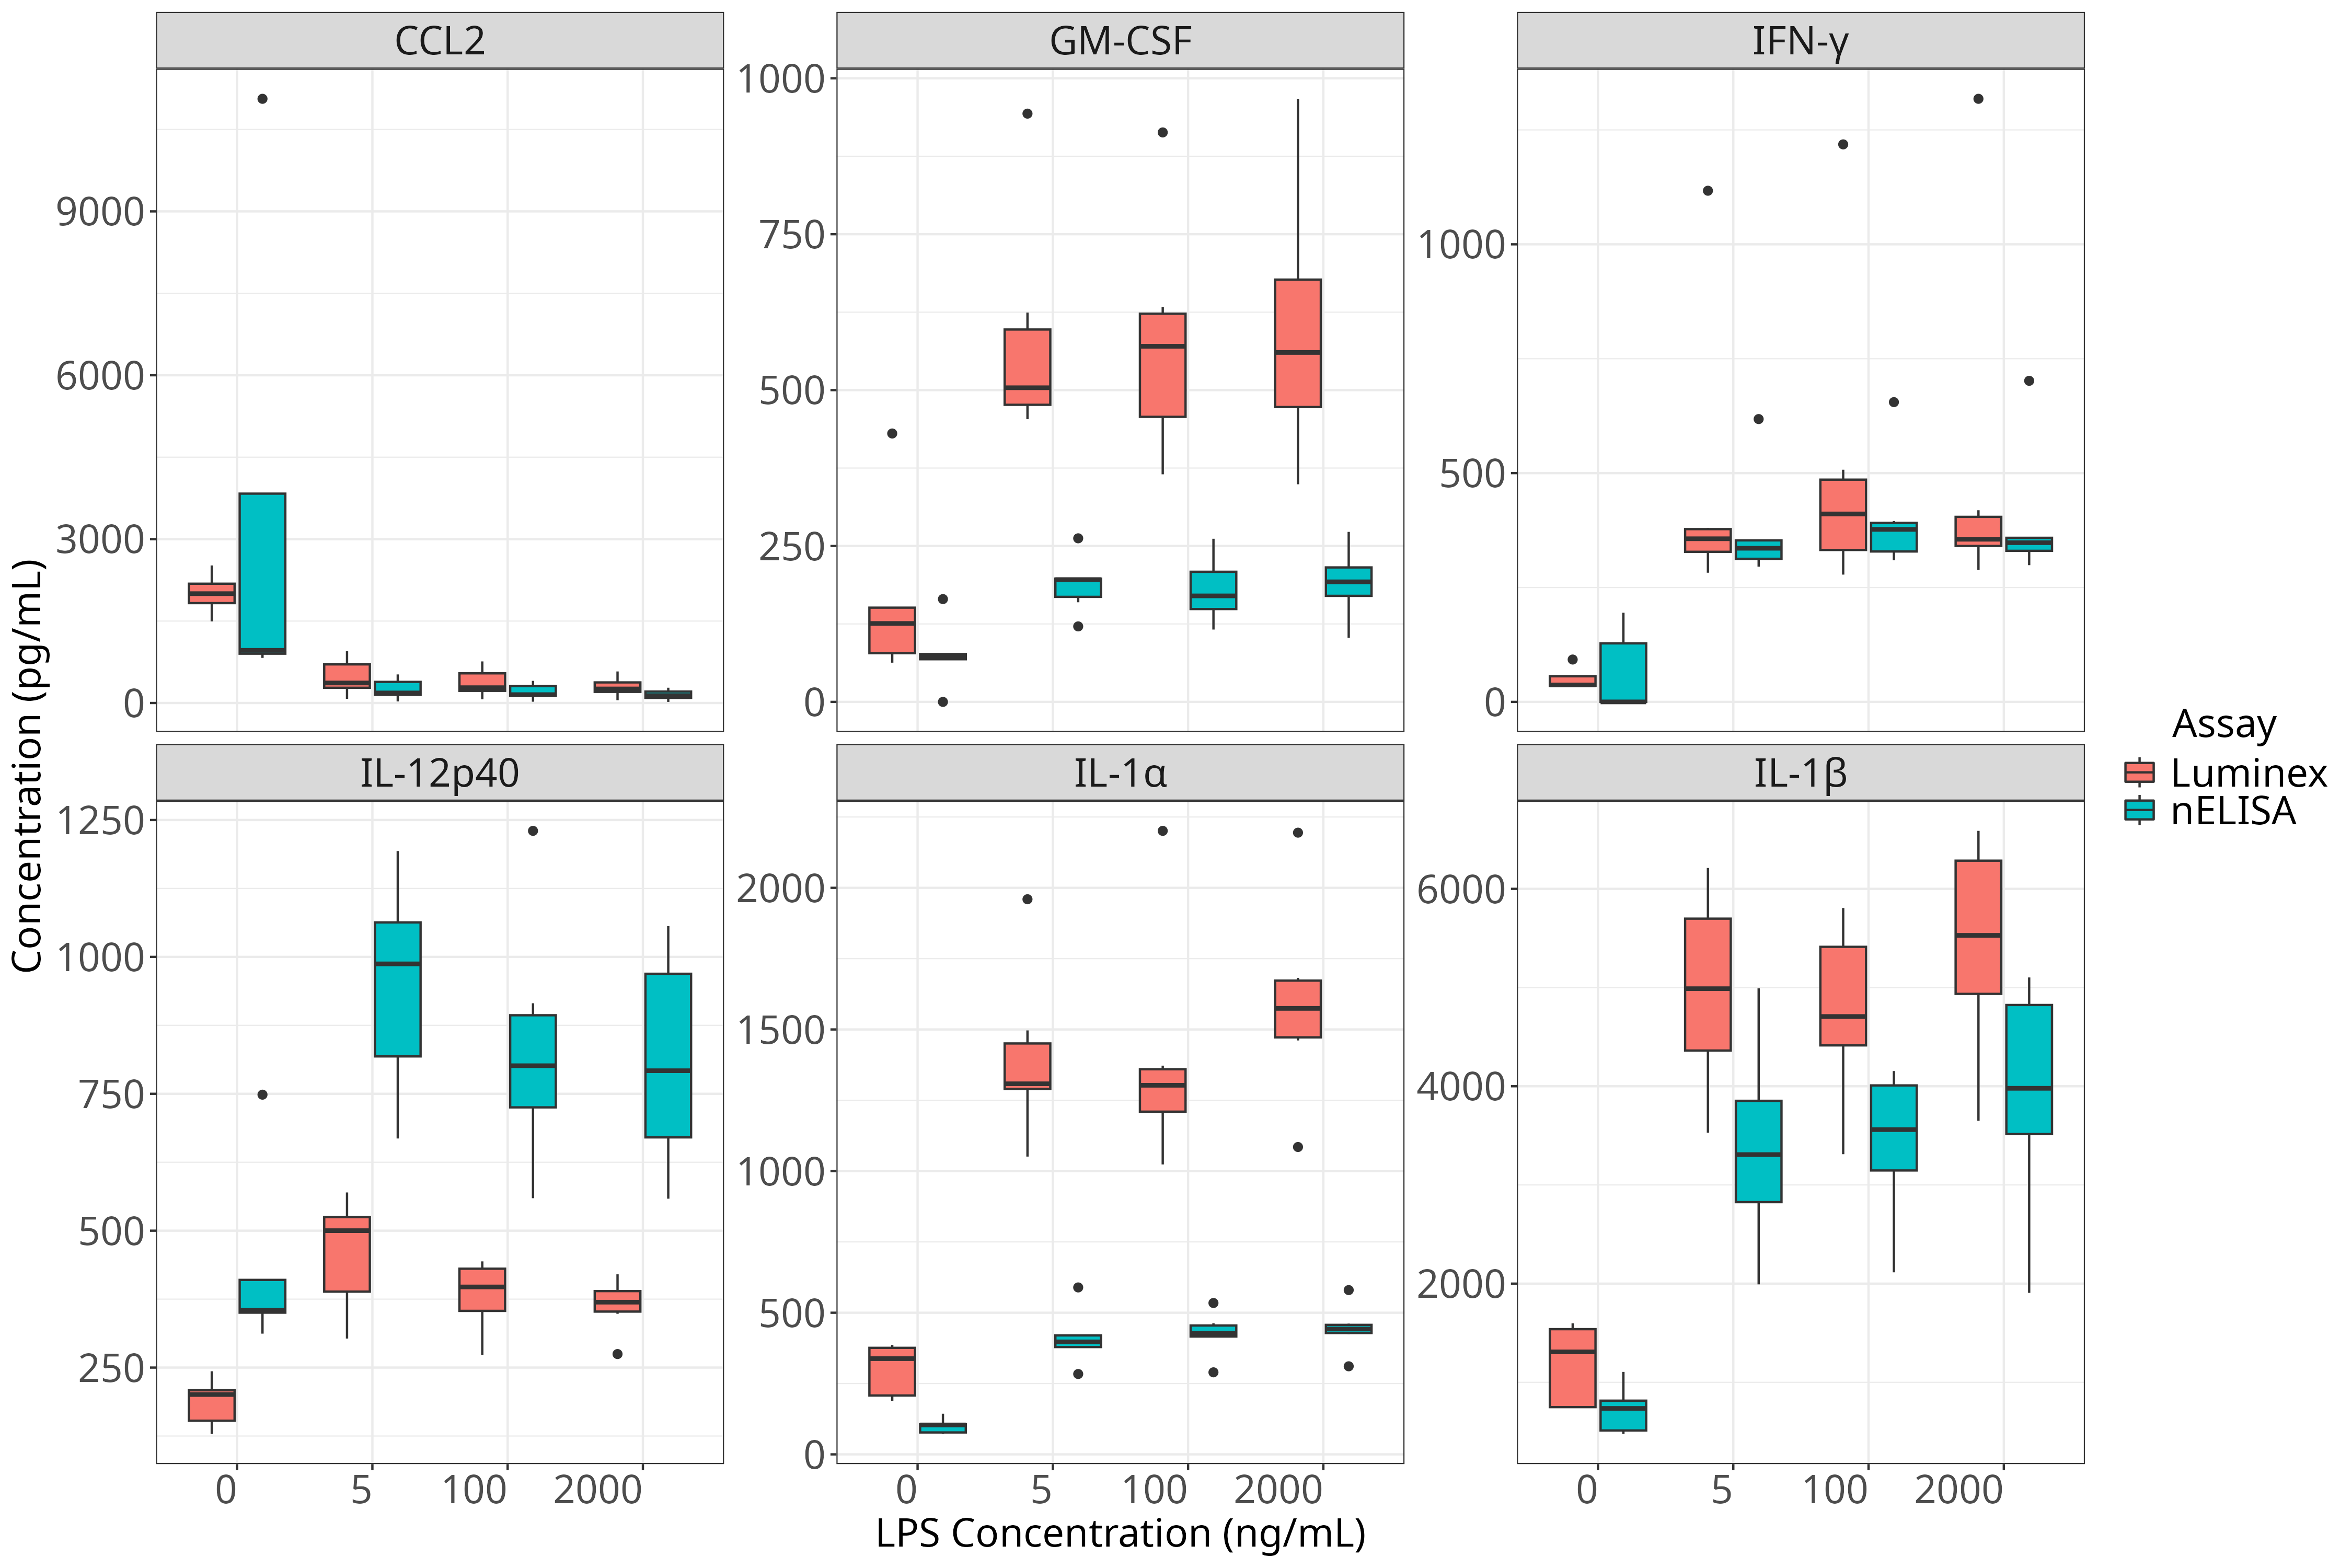 CCL2
GM-CSF
IFN-γ
9000
6000
3000
0
1000
750
500
250
0
1000
500
0
IL-12p40
IL-1α
IL-1β
1250
1000
750
500
250
2000
1500
1000
500
0
6000
4000
2000
0 5 100 2000
0 5 100 2000
0 5 100 2000
LPS Concentration (ng/mL)
Concentration (pg/mL)
Assay
Luminex
nELISA